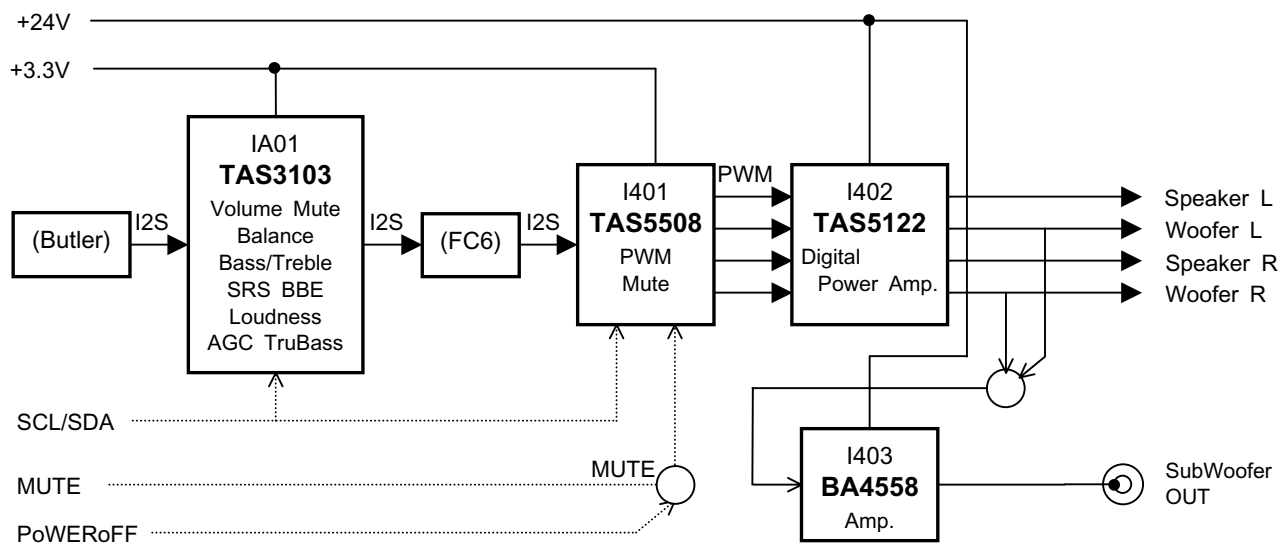 +24V
+3.3V
IA01
TAS3103
Volume Mute
Balance
Bass/Treble
SRS BBE
Loudness
AGC TruBass
(Butler)
I2S
I2S
(FC6)
I2S
I401
TAS5508
PWM
Mute
PWM
I402
TAS5122
Digital
Power Amp.
Speaker L
Woofer L
Speaker R
Woofer R
SCL/SDA
MUTE
MUTE
PoWERoFF
I403
BA4558
Amp.
SubWoofer
OUT